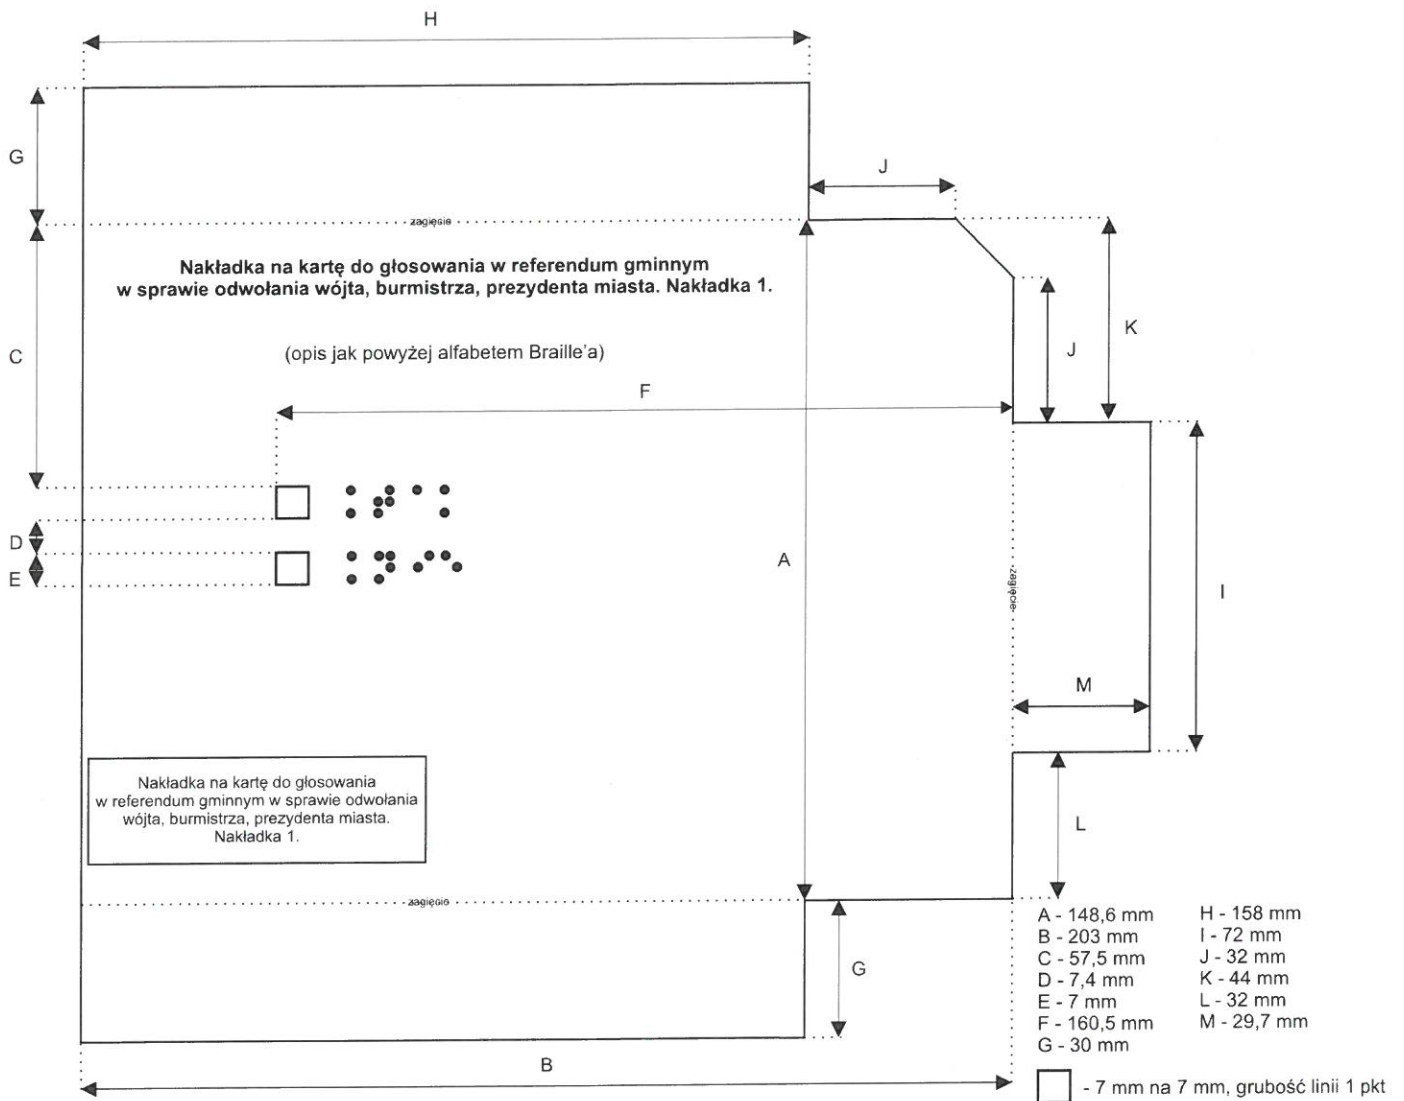 H
G
J
zagięcie
Nakładka na kartę do głosowania w referendum gminnym
w sprawie odwołania wójta, burmistrza, prezydenta miasta. Nakładka 1.
K
C
J
(opis jak powyżej alfabetem Braille'a)
F
D
E
A
zagięcie
I
M
Nakładka na kartę do głosowania
w referendum gminnym w sprawie odwołania
wójta, burmistrza, prezydenta miasta.
Nakładka 1.
L
zagięcie
G
B
A - 148,6 mm
B - 203 mm
C - 57,5 mm
D - 7,4 mm
E - 7 mm
F - 160,5 mm
G - 30 mm
H - 158 mm
I - 72 mm
J - 32 mm
K - 44 mm
L - 32 mm
M - 29,7 mm
- 7 mm na 7 mm, grubość linii 1 pkt